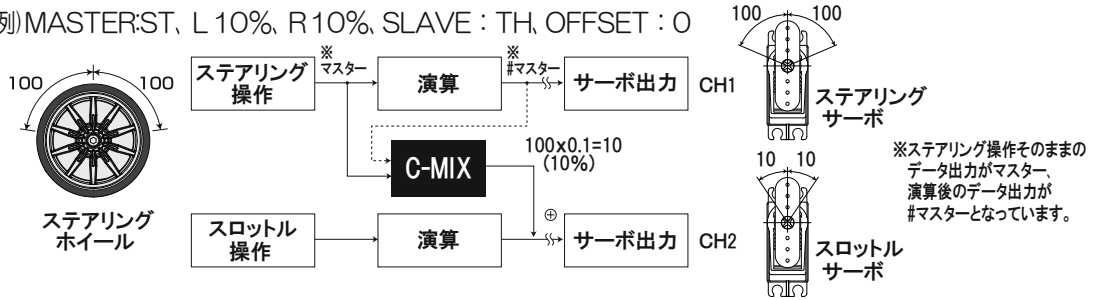 例)MASTER:ST、L10%、R10%、SLAVE:TH、OFFSET:0
100 100
ステアリング
ホイール
ステアリング
操作
※
マスター
演算
※
#マスター
サーボ出力
CH1
C-MIX
100x0.1=10
(10%)
スロットル
操作
演算
⊕
サーボ出力
CH2
100 100
ステアリング
サーボ
10 10
スロットル
サーボ
※ステアリング操作そのままの
データ出力がマスター、
演算後のデータ出力が
#マスターとなっています。